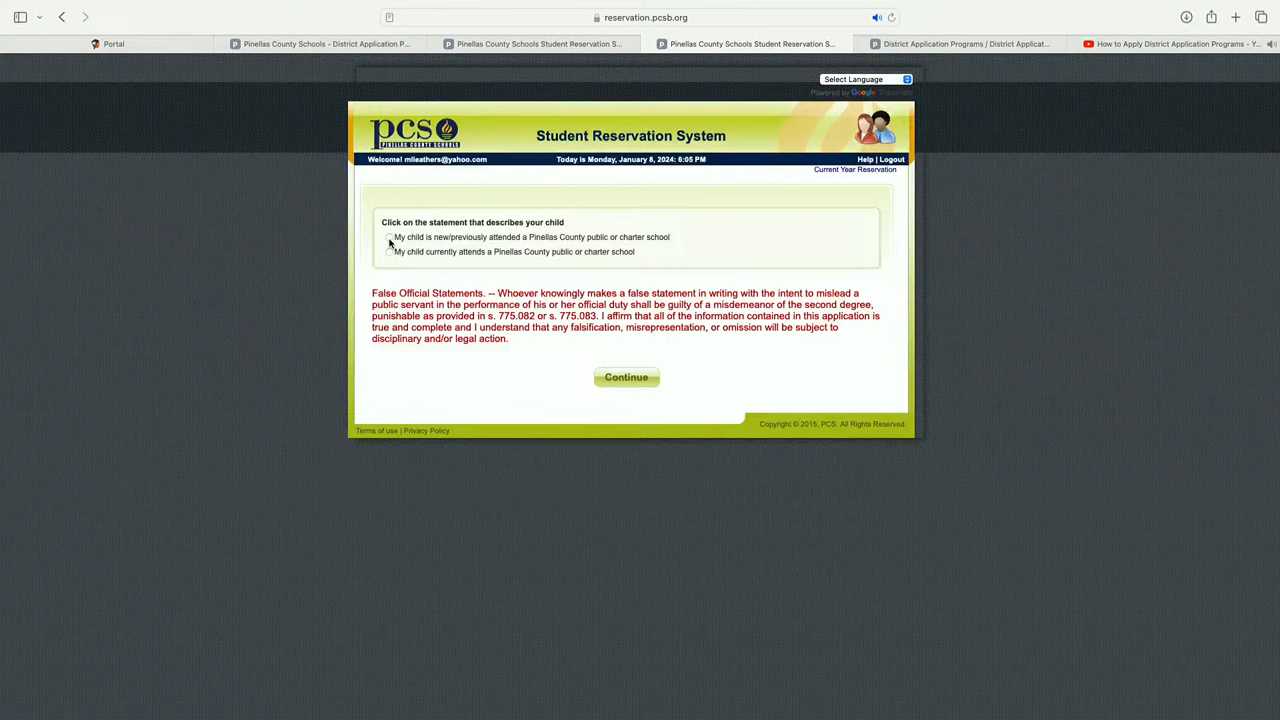 reservation.pcsb.org
Portal
Pinellas County Schools - District Application P...
Pinellas County Schools Student Reservation S...
Pinellas County Schools Student Reservation S...
District Application Programs / District Applicat...
How to Apply District Application Programs - Y...
Select Language
Powered by Google Translate
pcs
PINELLAS COUNTY SCHOOLS
Student Reservation System
Welcome! mlleathers@yahoo.com
Today is Monday, January 8, 2024: 6:05 PM
Help | Logout
Current Year Reservation
Click on the statement that describes your child
My child is new/previously attended a Pinellas County public or charter school
My child currently attends a Pinellas County public or charter school
False Official Statements. -- Whoever knowingly makes a false statement in writing with the intent to mislead a
public servant in the performance of his or her official duty shall be guilty of a misdemeanor of the second degree,
punishable as provided in s. 775.082 or s. 775.083. I affirm that all of the information contained in this application is
true and complete and I understand that any falsification, misrepresentation, or omission will be subject to
disciplinary and/or legal action.
Continue
Terms of use | Privacy Policy
Copyright © 2015, PCS. All Rights Reserved.